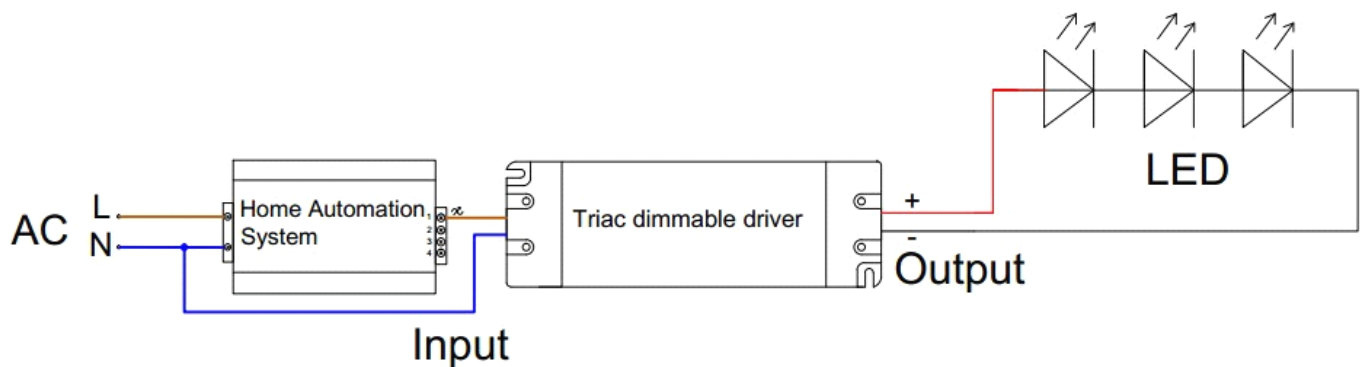 LED
Home Automation
System
1
2
3
4
Triac dimmable driver
AC
L
N
+
-
Output
Input